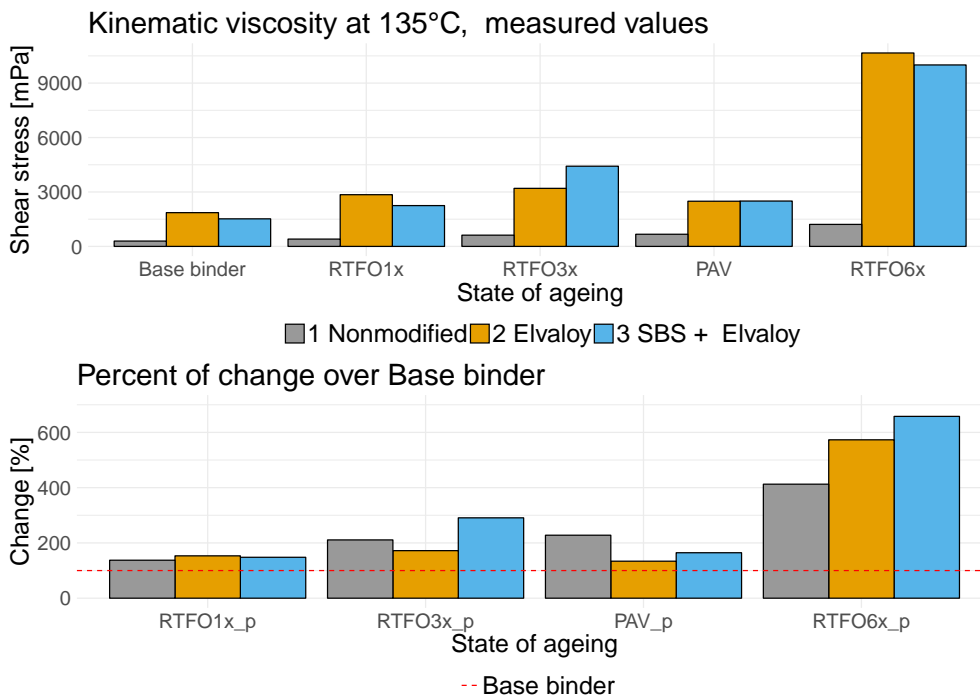 Kinematic viscosity at 135°C,  measured values
Shear stress [mPa]
9000
6000
3000
0
Base binder RTFO1x RTFO3x PAV RTFO6x
State of ageing
1 Nonmodified 2 Elvaloy 3 SBS +  Elvaloy
Percent of change over Base binder
Change [%]
600
400
200
0
RTFO1x_p RTFO3x_p PAV_p RTFO6x_p
State of ageing
Base binder